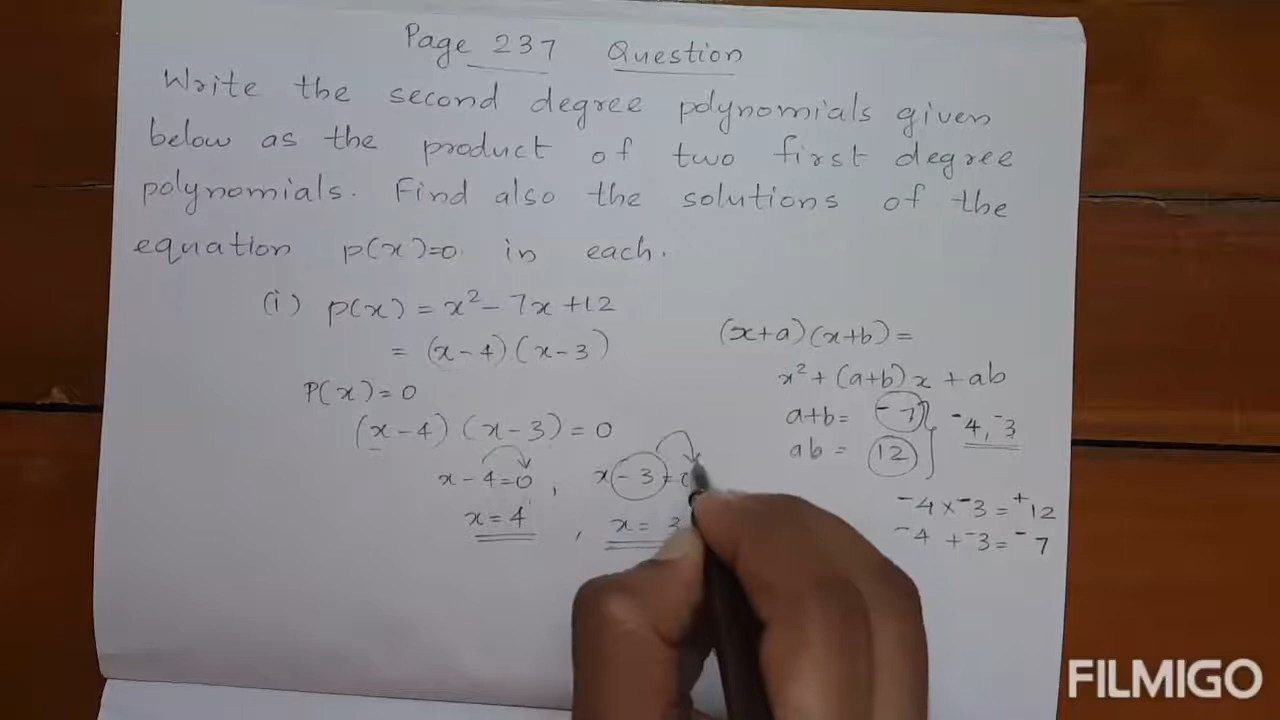 Page 237 Question
Write the second degree polynomials given
below as the product of two first degree
polynomials. Find also the solutions of the
equation p(x)=0 in each.
(i) p(x) = x² - 7x + 12
= (x-4)(x-3)
P(x) = 0
(x-4) (x-3) = 0
x-4=0, x-3=
x=4, x=3
(x+a)(x+b) =
x² + (a+b)x + ab
a+b = -7
ab = 12
-4, -3
-4 × -3 = +12
-4 + -3 = -7
FILMIGO